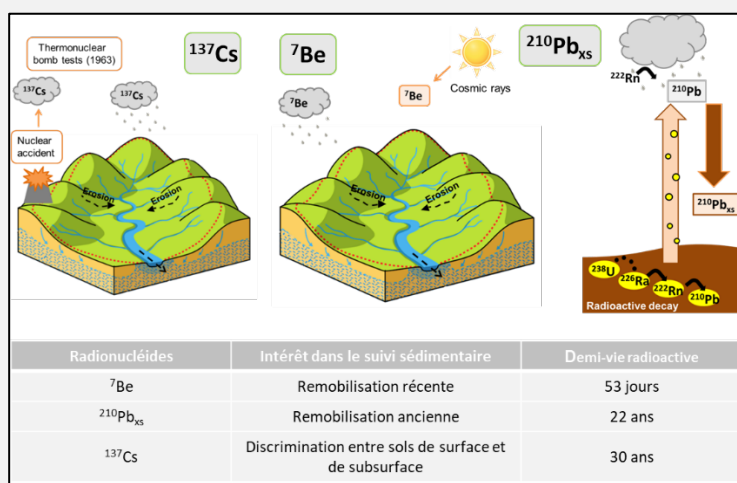 Thermonuclear
bomb tests (1963)
¹³⁷Cs
⁷Be
²¹⁰Pbxs
¹³⁷Cs
¹³⁷Cs
Nuclear
accident
Erosion
Erosion
⁷Be
⁷Be
Cosmic rays
Erosion
Erosion
²²²Rn
²¹⁰Pb
²¹⁰Pbxs
²³⁸U
²²⁶Ra
²²²Rn
²¹⁰Pb
Radioactive decay
Radionucléides Intérêt dans le suivi sédimentaire Demi-vie radioactive
⁷Be Remobilisation récente 53 jours
²¹⁰Pbxs Remobilisation ancienne 22 ans
¹³⁷Cs Discrimination entre sols de surface et 30 ans
de subsurface